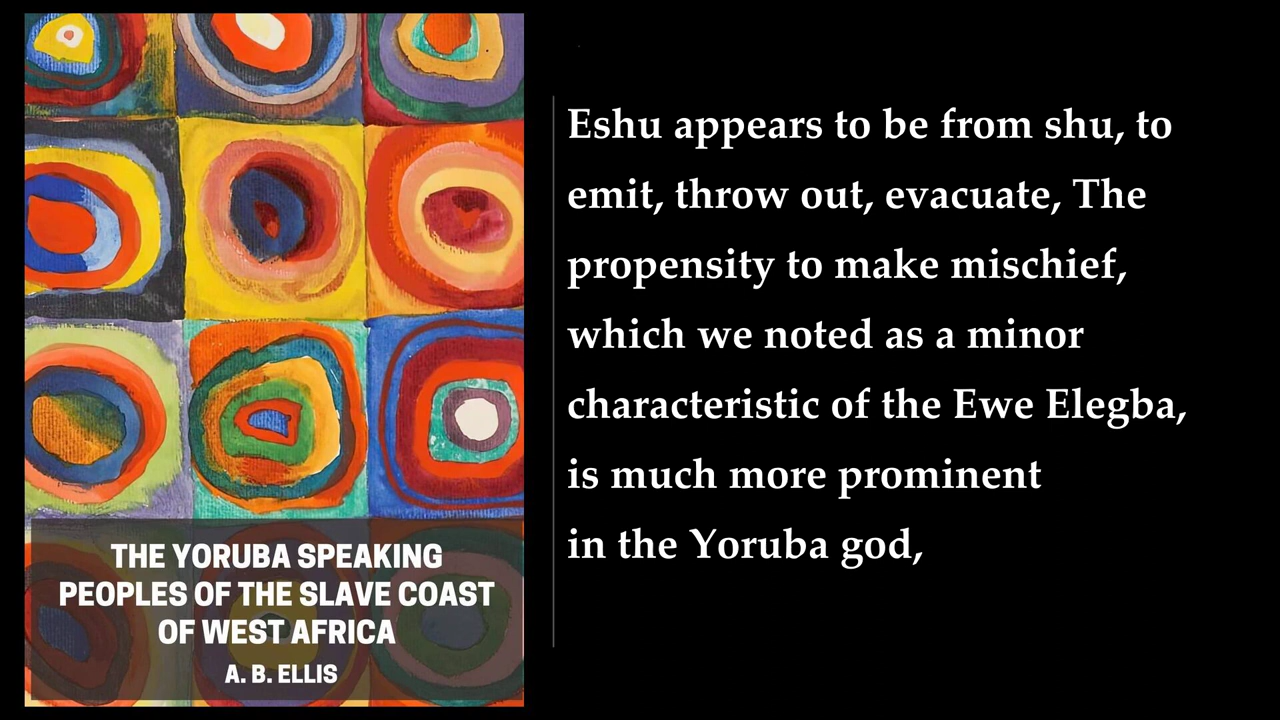 THE YORUBA SPEAKING
PEOPLES OF THE SLAVE COAST
OF WEST AFRICA
A. B. ELLIS
Eshu appears to be from shu, to
emit, throw out, evacuate, The
propensity to make mischief,
which we noted as a minor
characteristic of the Ewe Elegba,
is much more prominent
in the Yoruba god,